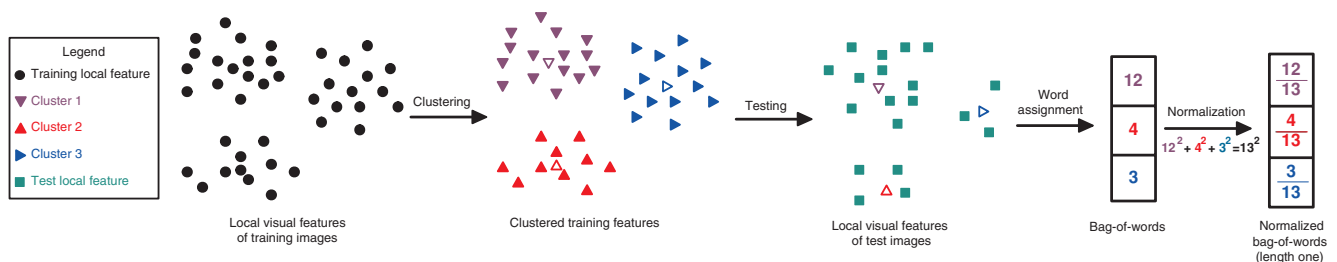 Legend
Training local feature
Cluster 1
Cluster 2
Cluster 3
Test local feature
Local visual features
of training images
Clustering
Clustered training features
Testing
Local visual features
of test images
Word
assignment
12
4
3
Bag-of-words
Normalization
12² + 4² + 3² =13²
12
13
4
13
3
13
Normalized
bag-of-words
(length one)